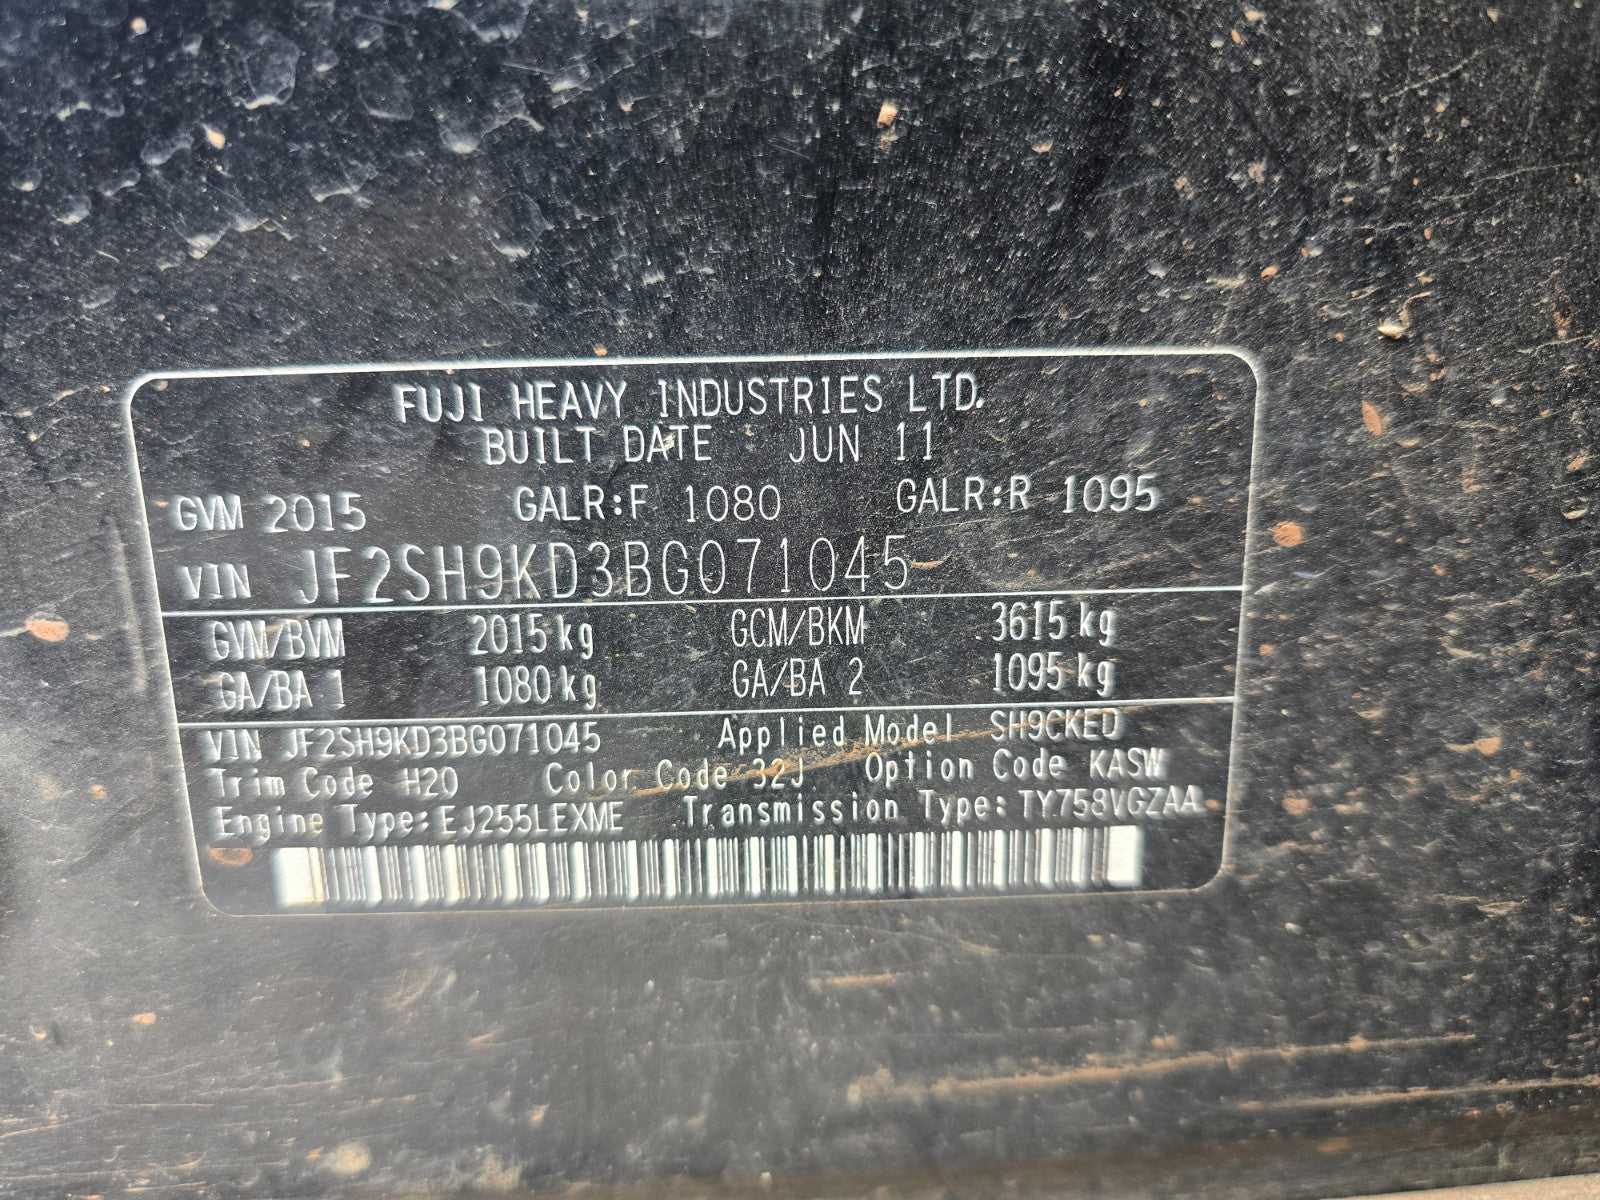 FUJI HEAVY INDUSTRIES LTD.
BUILT DATE JUN 11
GVM 2015 GALR:F 1080 GALR:R 1095
VIN JF2SH9KD3BG071045
GVM/BVM 2015 kg GCM/BKM 3615 kg
GA/BA 1 1080 kg GA/BA 2 1095 kg
VIN JF2SH9KD3BG071045 Applied Model SH9CKED
Trim Code H20 Color Code 32J Option Code KASW
Engine Type: EJ255LEXME Transmission Type: TY758VGZAA